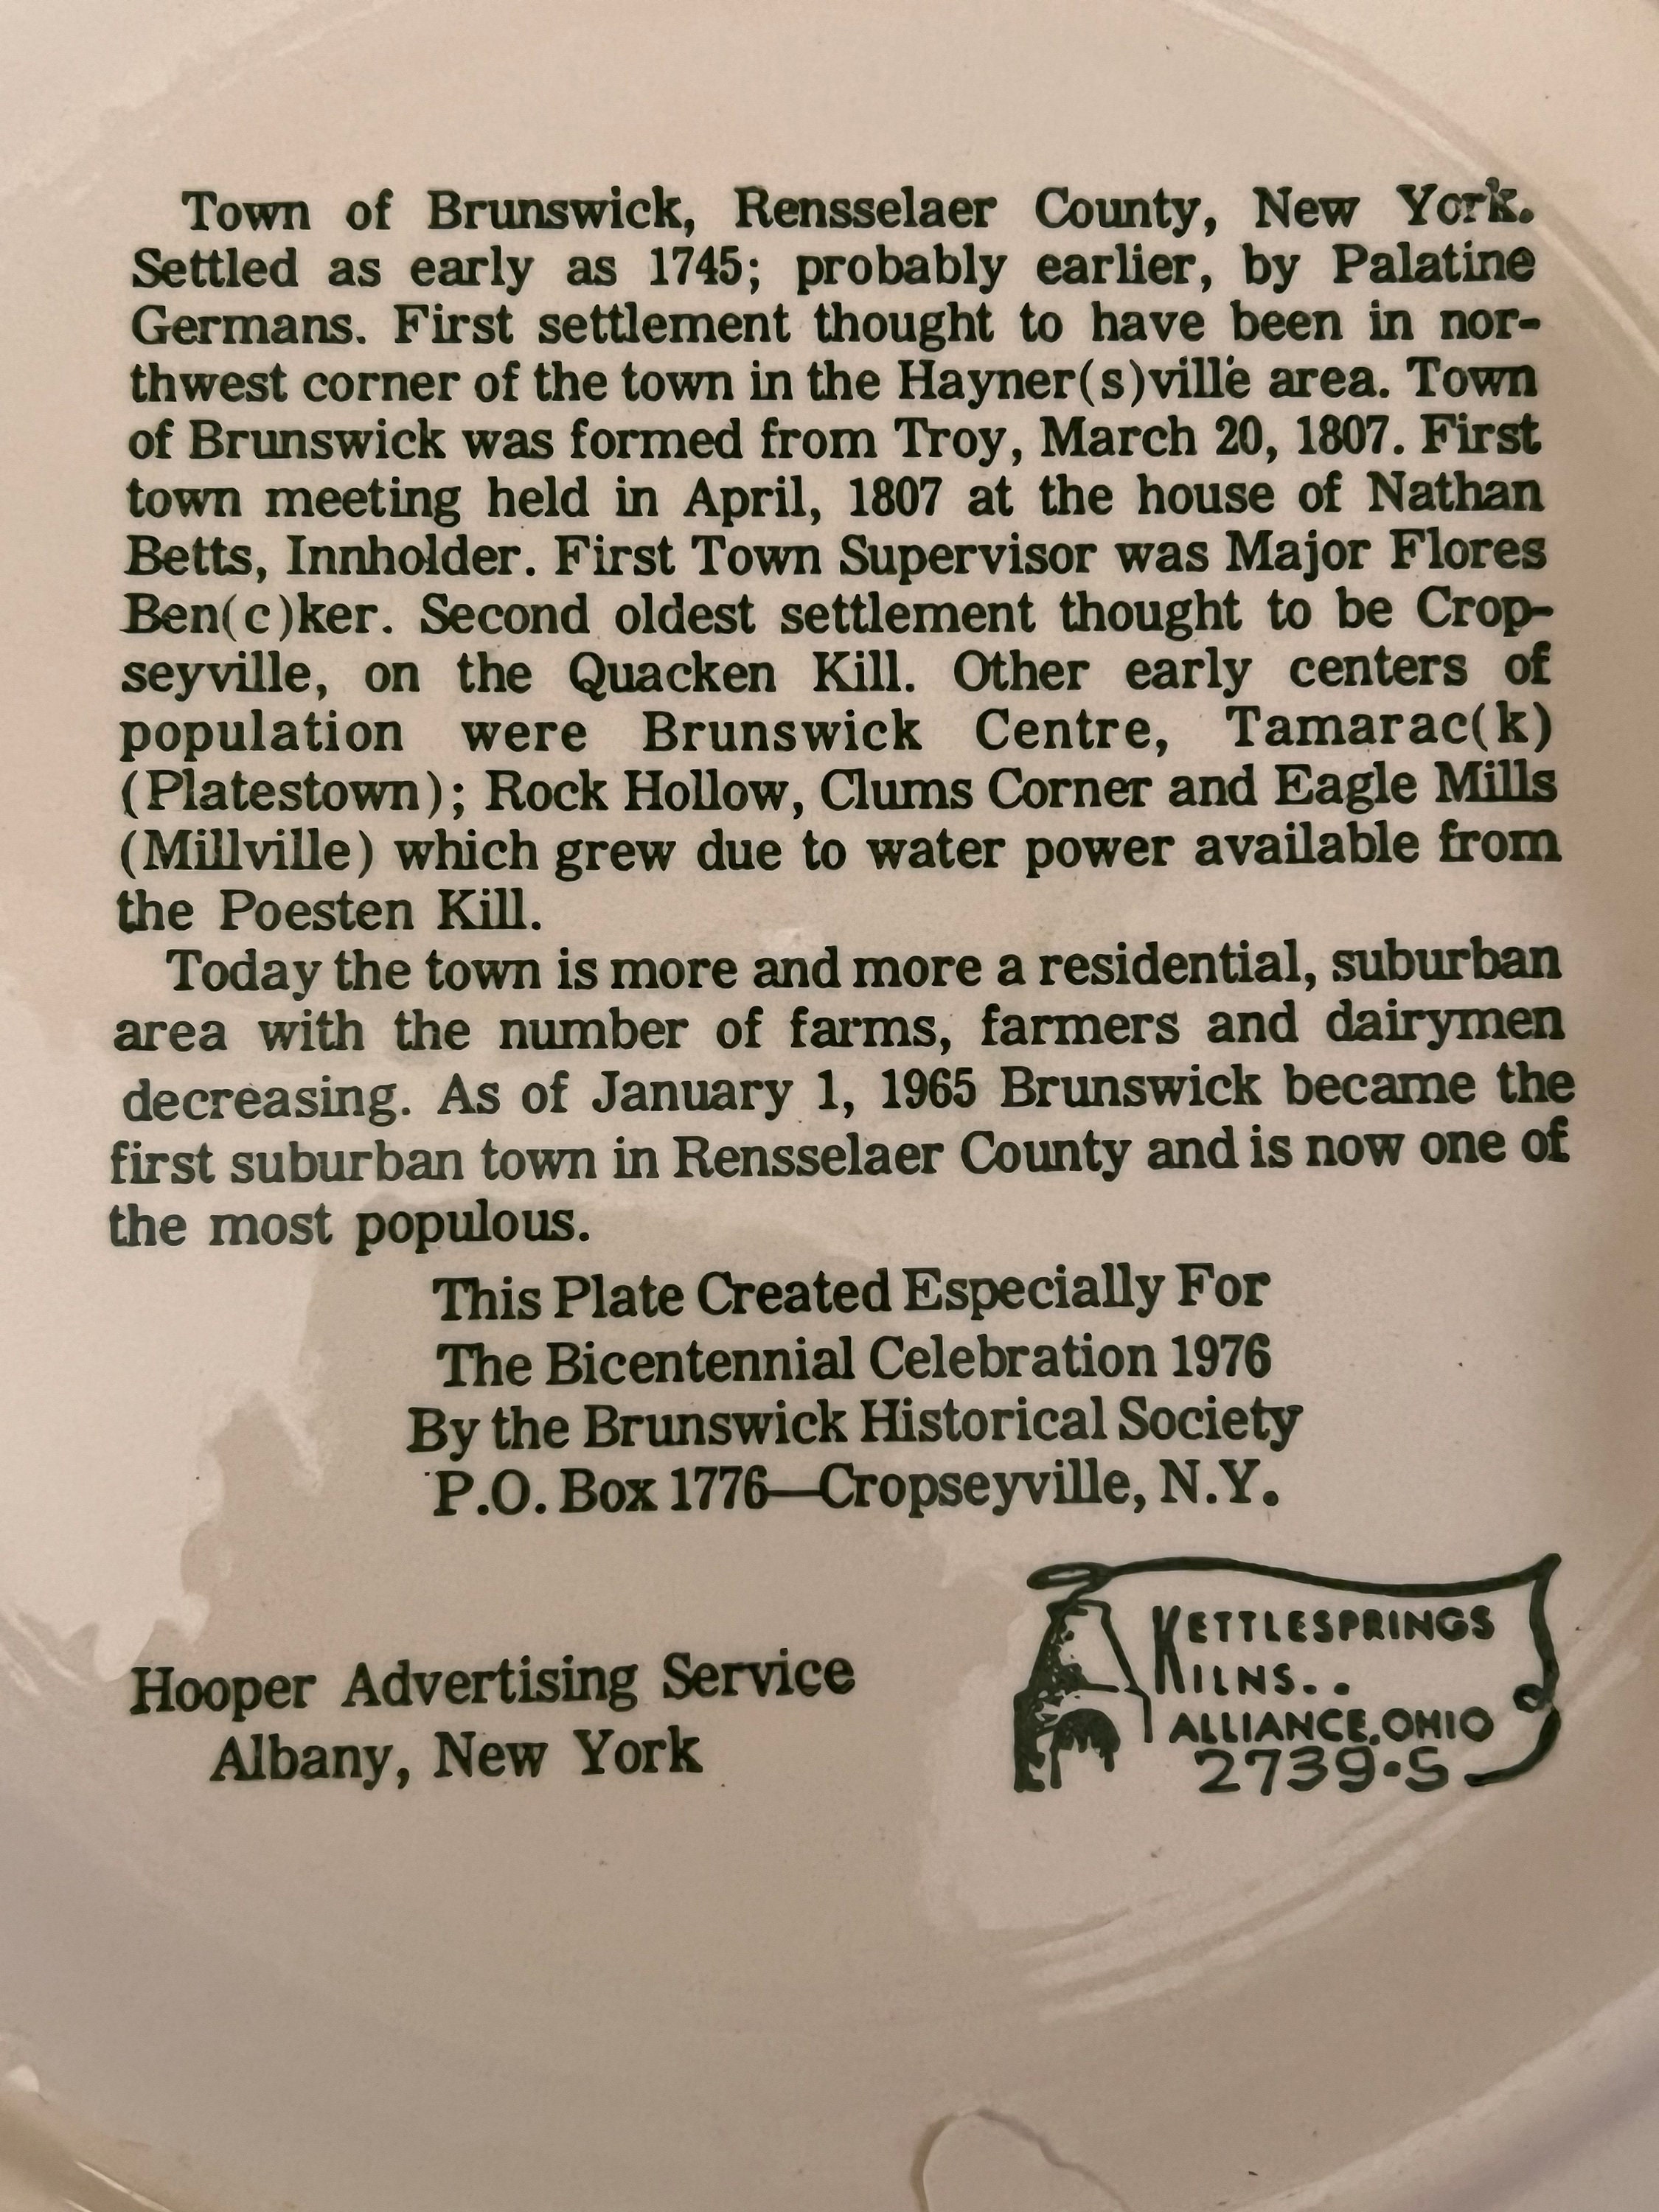 Town of Brunswick, Rensselaer County, New York.
Settled as early as 1745; probably earlier, by Palatine
Germans. First settlement thought to have been in nor-
thwest corner of the town in the Hayner(s)ville area. Town
of Brunswick was formed from Troy, March 20, 1807. First
town meeting held in April, 1807 at the house of Nathan
Betts, Innholder. First Town Supervisor was Major Flores
Ben(c)ker. Second oldest settlement thought to be Crop-
seyville, on the Quacken Kill. Other early centers of
population were Brunswick Centre, Tamarac(k)
(Platestown); Rock Hollow, Clums Corner and Eagle Mills
(Millville) which grew due to water power available from
the Poesten Kill.
Today the town is more and more a residential, suburban
area with the number of farms, farmers and dairymen
decreasing. As of January 1, 1965 Brunswick became the
first suburban town in Rensselaer County and is now one of
the most populous.
This Plate Created Especially For
The Bicentennial Celebration 1976
By the Brunswick Historical Society
P.O. Box 1776—Cropseyville, N.Y.
Hooper Advertising Service
Albany, New York
KETTLESPRINGS
KILNS..
ALLIANCE, OHIO
2739•S